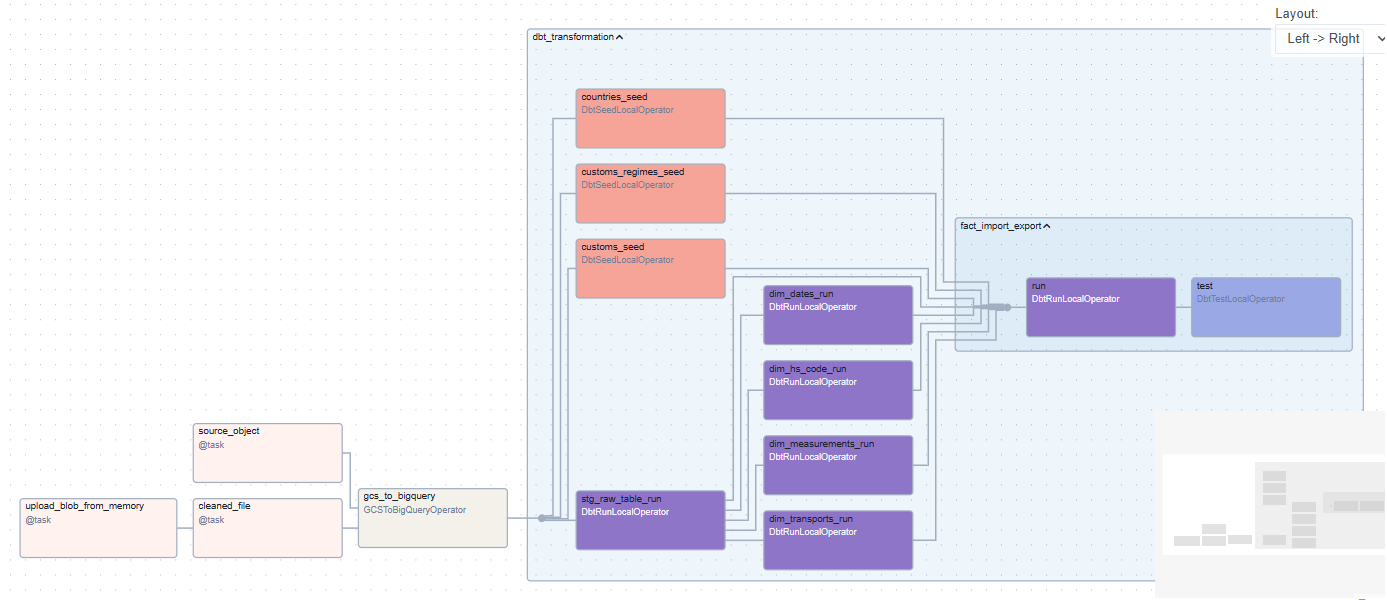 Layout:
Left -> Right
dbt_transformation
countries_seed
DbtSeedLocalOperator
customs_regimes_seed
DbtSeedLocalOperator
customs_seed
DbtSeedLocalOperator
fact_import_export
run
DbtRunLocalOperator
test
DbtTestLocalOperator
dim_dates_run
DbtRunLocalOperator
dim_hs_code_run
DbtRunLocalOperator
dim_measurements_run
DbtRunLocalOperator
dim_transports_run
DbtRunLocalOperator
stg_raw_table_run
DbtRunLocalOperator
source_object
@task
upload_blob_from_memory
@task
cleaned_file
@task
gcs_to_bigquery
GCSToBigQueryOperator